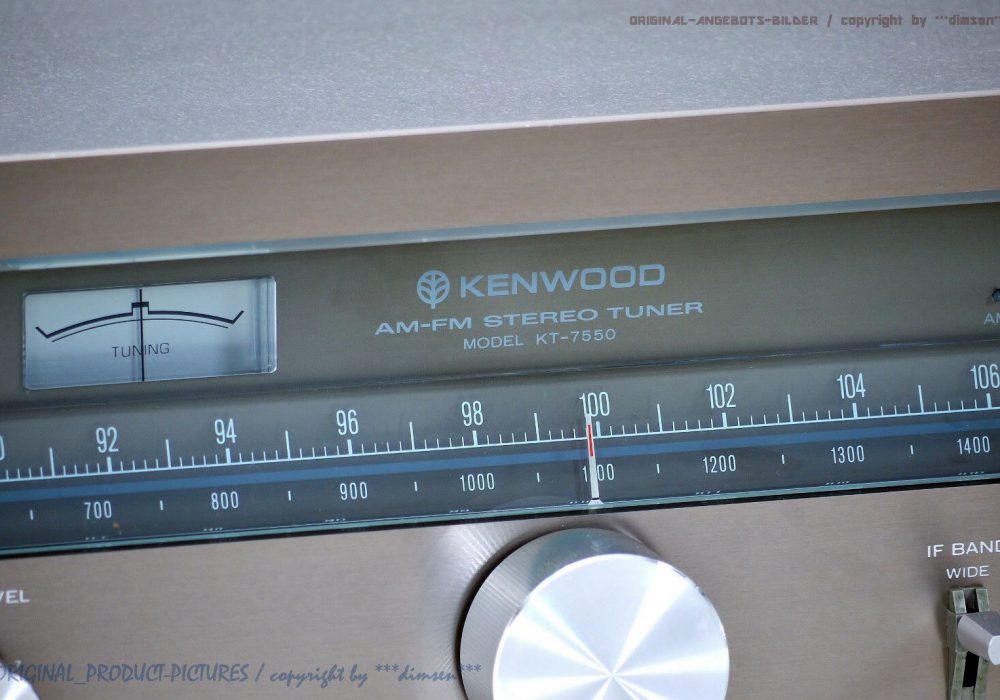 ORIGINAL-ANGEBOTS-BILDER / copyright by ***dimsen*
KENWOOD
AM-FM STEREO TUNER
MODEL KT-7550
TUNING
92 94 96 98 100 102 104 106
700 800 900 1000 1200 1300 1400
IF BAND
WIDE
ORIGINAL_PRODUCT-PICTURES / copyright by ***dimsen***